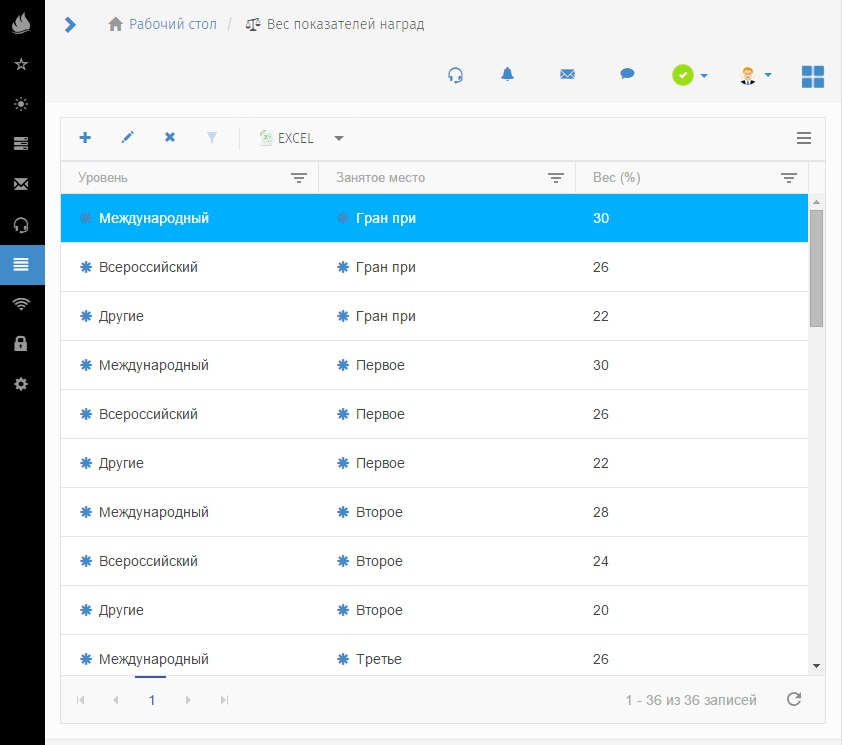 Рабочий стол / Вес показателей наград
EXCEL
Уровень Занятое место Вес (%)
Международный Гран при 30
Всероссийский Гран при 26
Другие Гран при 22
Международный Первое 30
Всероссийский Первое 26
Другие Первое 22
Международный Второе 28
Всероссийский Второе 24
Другие Второе 20
Международный Третье 26
1 1 - 36 из 36 записей